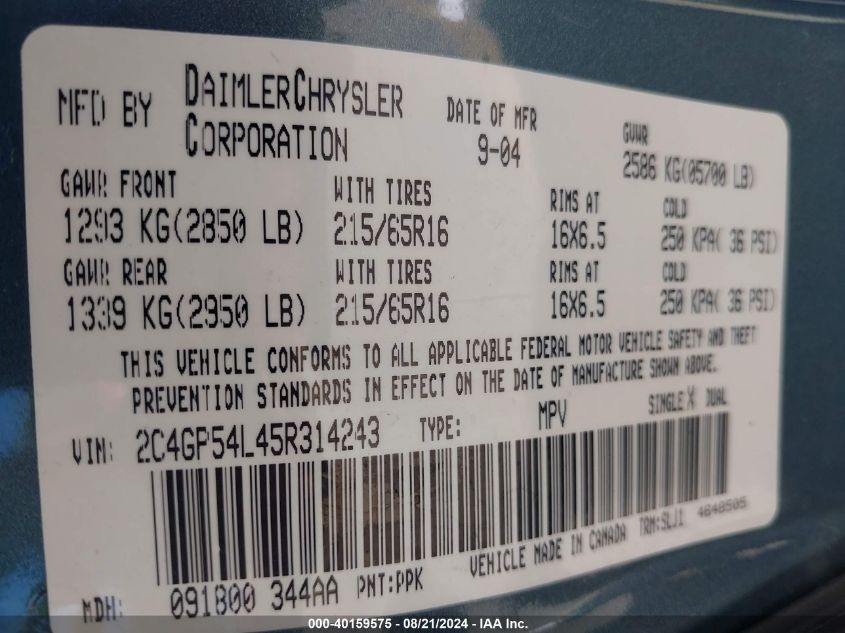 MFD BY DAIMLERCHRYSLER CORPORATION DATE OF MFR 9-04 GVWR 2586 KG(05700 LB)
GAWR FRONT WITH TIRES RIMS AT COLD
1293 KG(2850 LB) 215/65R16 16X6.5 250 KPA( 36 PSI)
GAWR REAR WITH TIRES RIMS AT COLD
1339 KG(2950 LB) 215/65R16 16X6.5 250 KPA( 36 PSI)
THIS VEHICLE CONFORMS TO ALL APPLICABLE FEDERAL MOTOR VEHICLE SAFETY AND THEFT
PREVENTION STANDARDS IN EFFECT ON THE DATE OF MANUFACTURE SHOWN ABOVE.
VIN: 2C4GP54L45R314243 TYPE: MPV SINGLE X DUAL
VEHICLE MADE IN CANADA TRM:SLJ1 4648505
MDH: 091800 344AA PNT:PPK
000-40159575 - 08/21/2024 - IAA Inc.